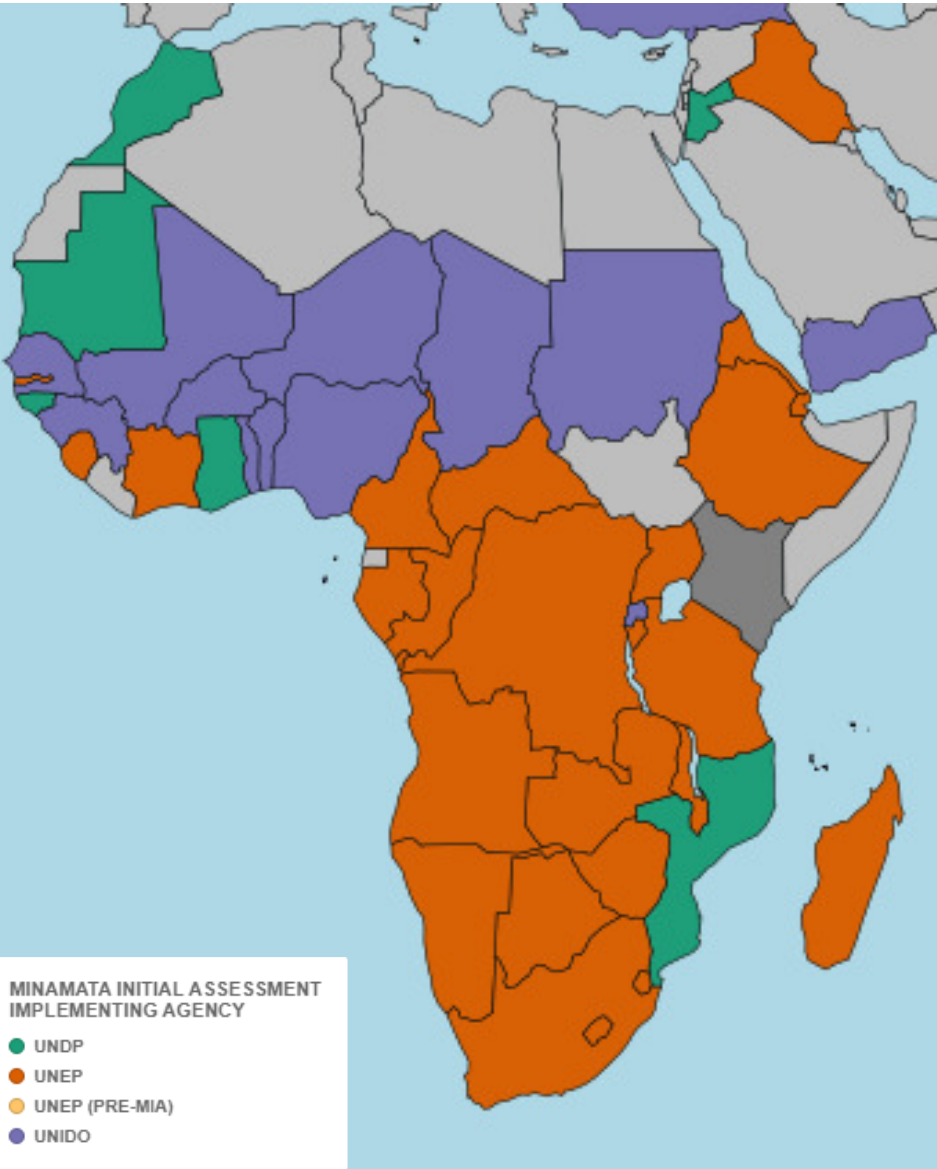 MINAMATA INITIAL ASSESSMENT
IMPLEMENTING AGENCY
UNDP
UNEP
UNEP (PRE-MIA)
UNIDO